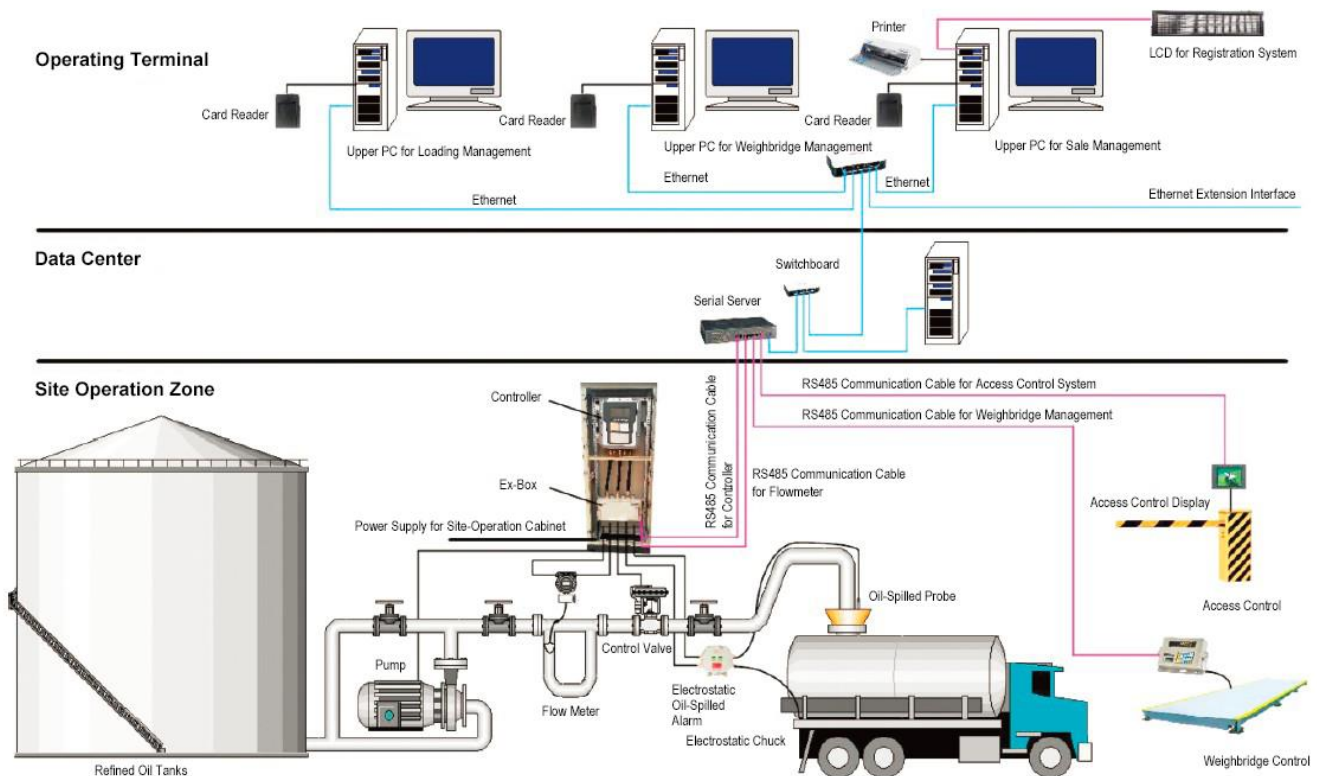 Operating Terminal
Printer
LCD for Registration System
Card Reader
Card Reader
Card Reader
Upper PC for Loading Management
Upper PC for Weighbridge Management
Upper PC for Sale Management
Ethernet
Ethernet
Ethernet
Ethernet Extension Interface
Data Center
Switchboard
Serial Server
Site Operation Zone
Controller
Ex-Box
Power Supply for Site-Operation Cabinet
RS485 Communication Cable
for Controller
RS485 Communication Cable
for Flowmeter
RS485 Communication Cable for Access Control System
RS485 Communication Cable for Weighbridge Management
Access Control Display
Access Control
Oil-Spilled Probe
Control Valve
Pump
Flow Meter
Electrostatic
Oil-Spilled
Alarm
Electrostatic Chuck
Weighbridge Control
Refined Oil Tanks